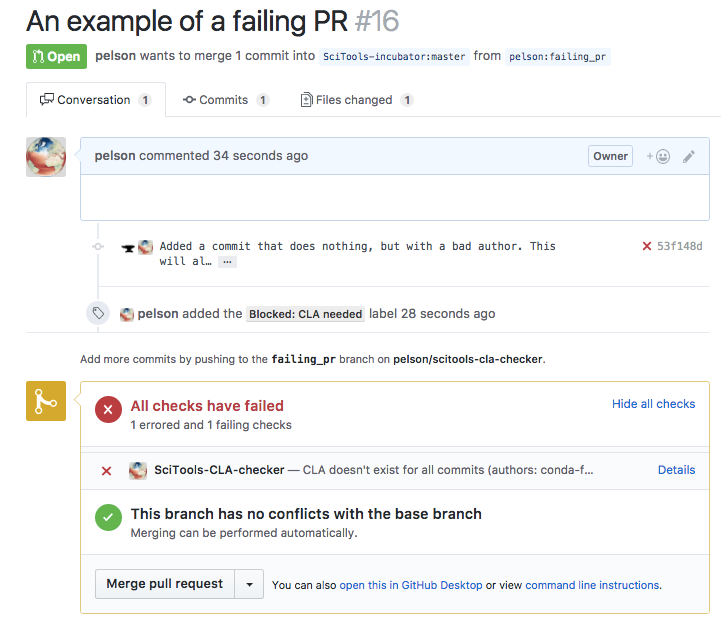 An example of a failing PR #16
Open pelson wants to merge 1 commit into SciTools-incubator:master from pelson:failing_pr
Conversation 1 Commits 1 Files changed 1
pelson commented 34 seconds ago Owner +
Added a commit that does nothing, but with a bad author. This 53f148d
will al… …
pelson added the Blocked: CLA needed label 28 seconds ago
Add more commits by pushing to the failing_pr branch on pelson/scitools-cla-checker.
All checks have failed Hide all checks
1 errored and 1 failing checks
SciTools-CLA-checker — CLA doesn't exist for all commits (authors: conda-f… Details
This branch has no conflicts with the base branch
Merging can be performed automatically.
Merge pull request You can also open this in GitHub Desktop or view command line instructions.